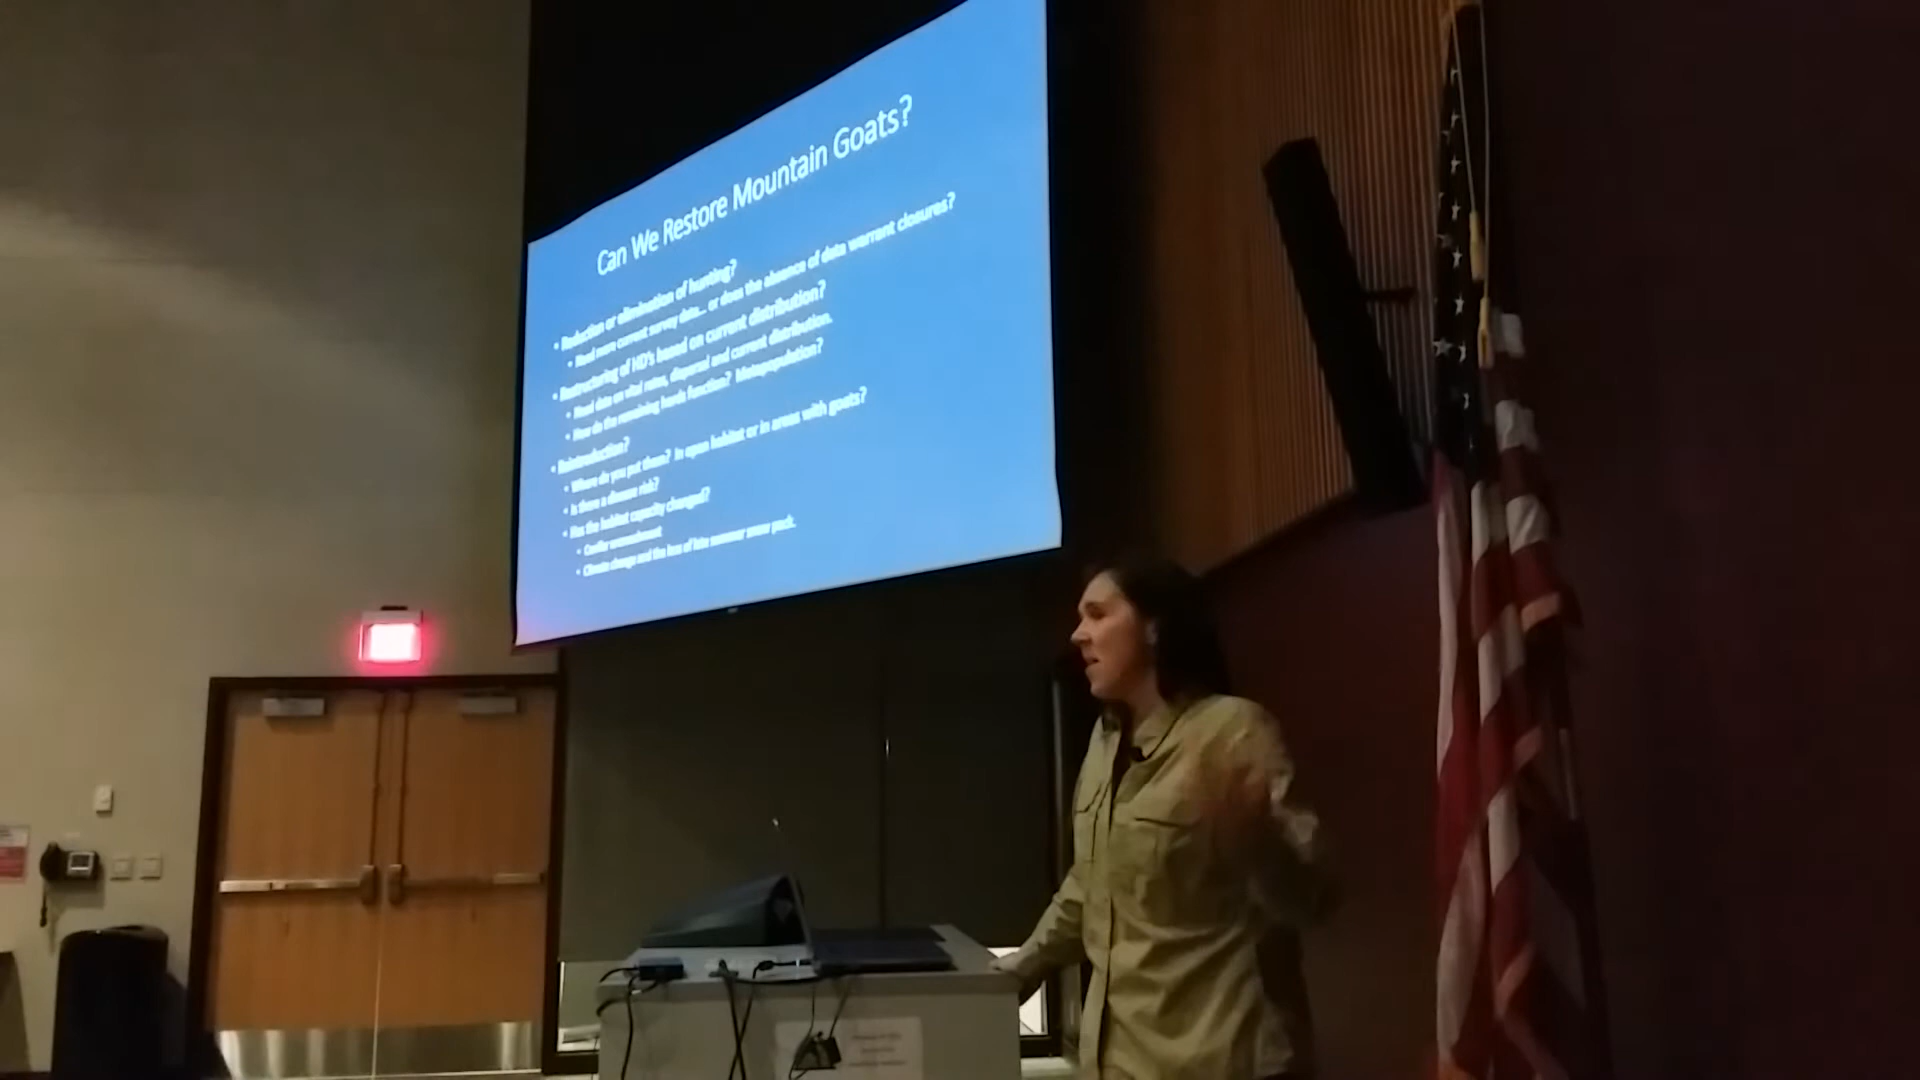 Can We Restore Mountain Goats?
• Reduction or elimination of hunting?
• Need more current survey data... or does the absence of data warrant closures?
• Restructuring of HD's based on current distribution?
• Need data on vital rates, dispersal and current distribution.
• How do the remaining herds function? Metapopulation?
• Reintroduction?
• Where do you put them? In open habitat or in areas with goats?
• Is there a disease risk?
• Has the habitat capacity changed?
• Conifer encroachment
• Climate change and the loss of late summer snow pack.